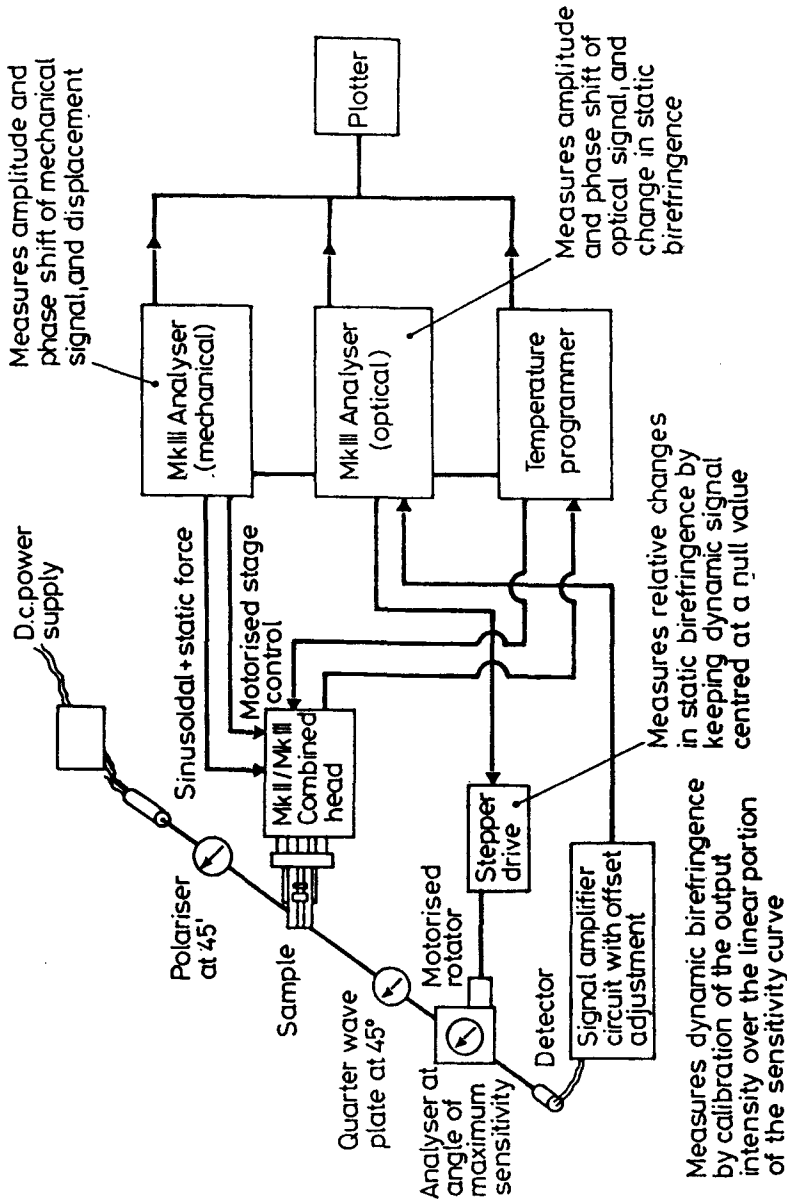 Measures amplitude and
phase shift of mechanical
signal, and displacement
D.c. power
supply
Sinusoidal + static force
Motorised stage
control
MkIII Analyser
(mechanical)
Plotter
Polariser
at 45'
MkII / MkIII
Combined
head
MkIII Analyser
(optical)
Measures amplitude
and phase shift of
optical signal, and
change in static
birefringence
Sample
Temperature
programmer
Quarter wave
plate at 45°
Motorised
rotator
Stepper
drive
Measures relative changes
in static birefringence by
keeping dynamic signal
centred at a null value
Analyser at
angle of
maximum
sensitivity
Detector
Signal amplifier
circuit with offset
adjustment
Measures dynamic birefringence
by calibration of the output
intensity over the linear portion
of the sensitivity curve